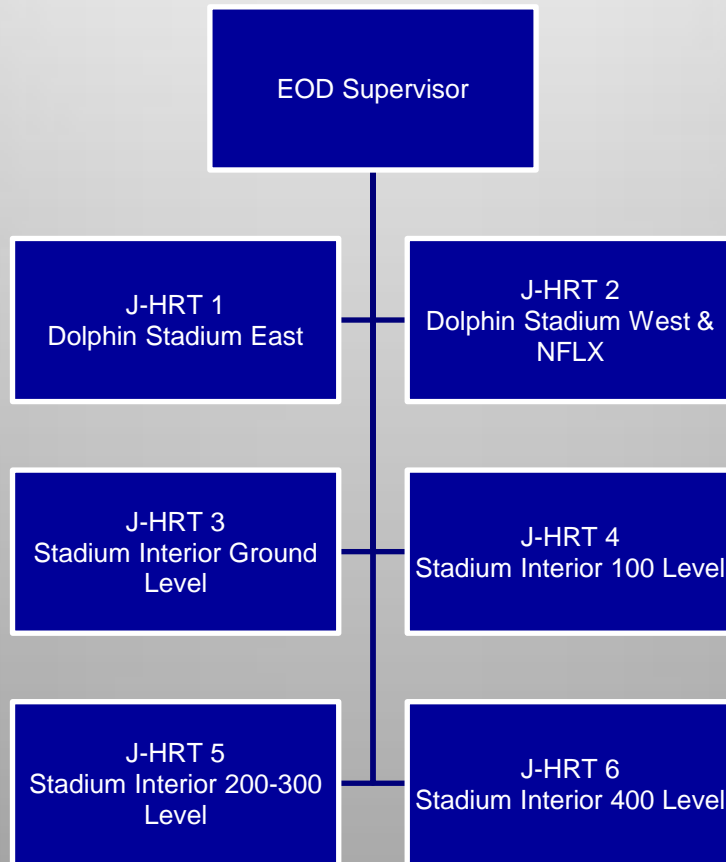 EOD Supervisor
J-HRT 1
Dolphin Stadium East
J-HRT 2
Dolphin Stadium West &
NFLX
J-HRT 3
Stadium Interior Ground
Level
J-HRT 4
Stadium Interior 100 Level
J-HRT 5
Stadium Interior 200-300
Level
J-HRT 6
Stadium Interior 400 Level